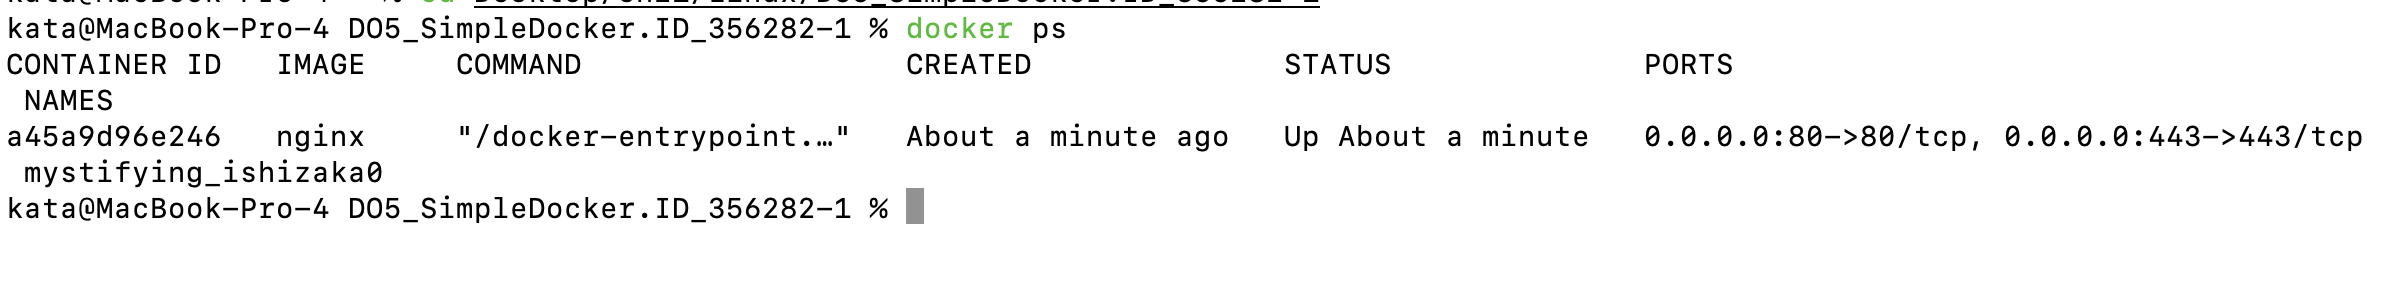 kata@MacBook-Pro-4 DO5_SimpleDocker.ID_356282-1 % docker ps
CONTAINER ID   IMAGE     COMMAND                  CREATED              STATUS              PORTS
 NAMES
a45a9d96e246   nginx     "/docker-entrypoint.…"   About a minute ago   Up About a minute   0.0.0.0:80->80/tcp, 0.0.0.0:443->443/tcp
 mystifying_ishizaka0
kata@MacBook-Pro-4 DO5_SimpleDocker.ID_356282-1 %